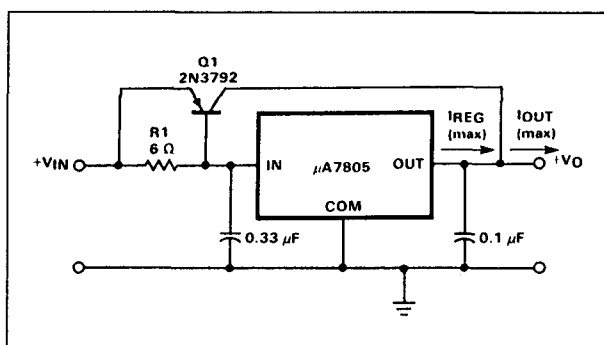 Q1
2N3792
R1
6 Ω
+VIN
IN
μA7805
OUT
COM
IREG
(max)
IOUT
(max)
+VO
0.33 μF
0.1 μF